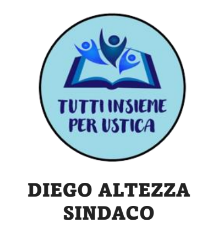 TUTTI INSIEME
PER USTICA
DIEGO ALTEZZA
SINDACO